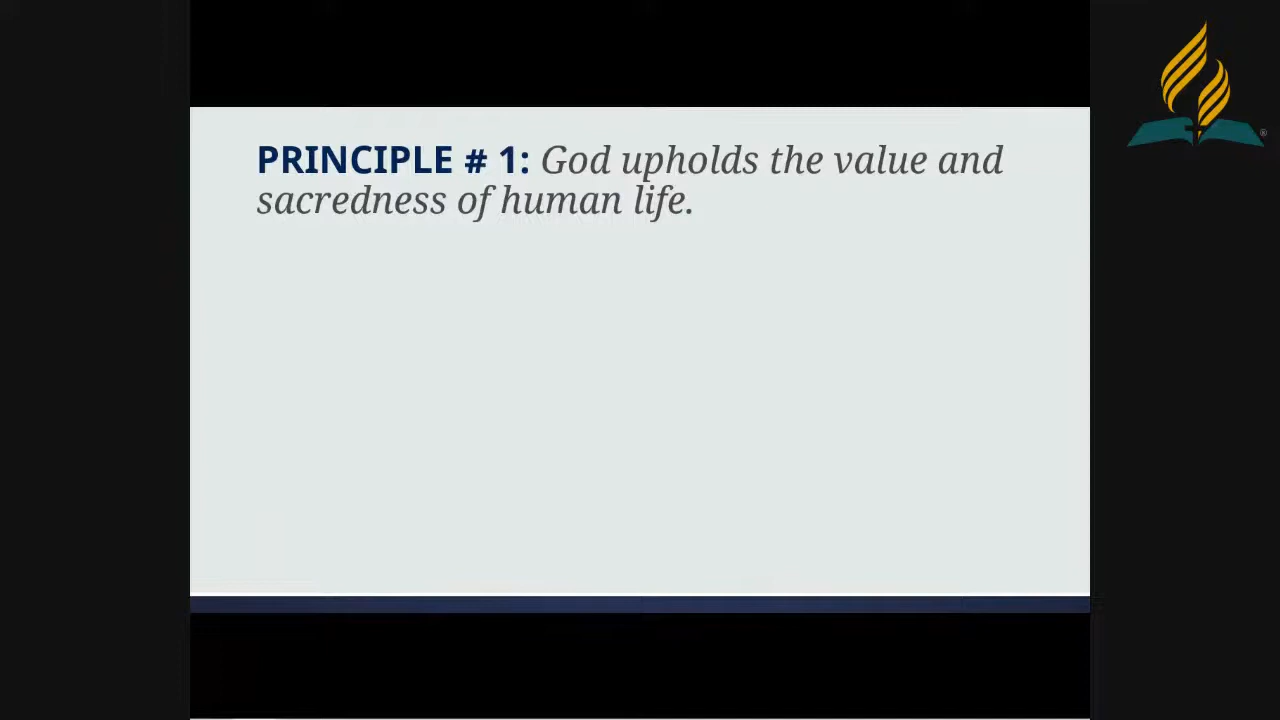 PRINCIPLE # 1: God upholds the value and
sacredness of human life.
®